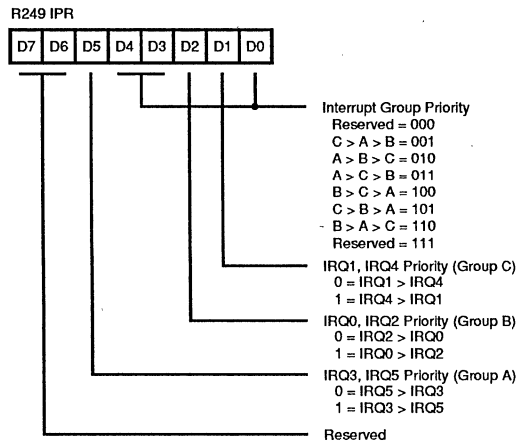 R249 IPR
D7 D6 D5 D4 D3 D2 D1 D0
Interrupt Group Priority
Reserved = 000
C > A > B = 001
A > B > C = 010
A > C > B = 011
B > C > A = 100
C > B > A = 101
B > A > C = 110
Reserved = 111
IRQ1, IRQ4 Priority (Group C)
0 = IRQ1 > IRQ4
1 = IRQ4 > IRQ1
IRQ0, IRQ2 Priority (Group B)
0 = IRQ2 > IRQ0
1 = IRQ0 > IRQ2
IRQ3, IRQ5 Priority (Group A)
0 = IRQ5 > IRQ3
1 = IRQ3 > IRQ5
Reserved